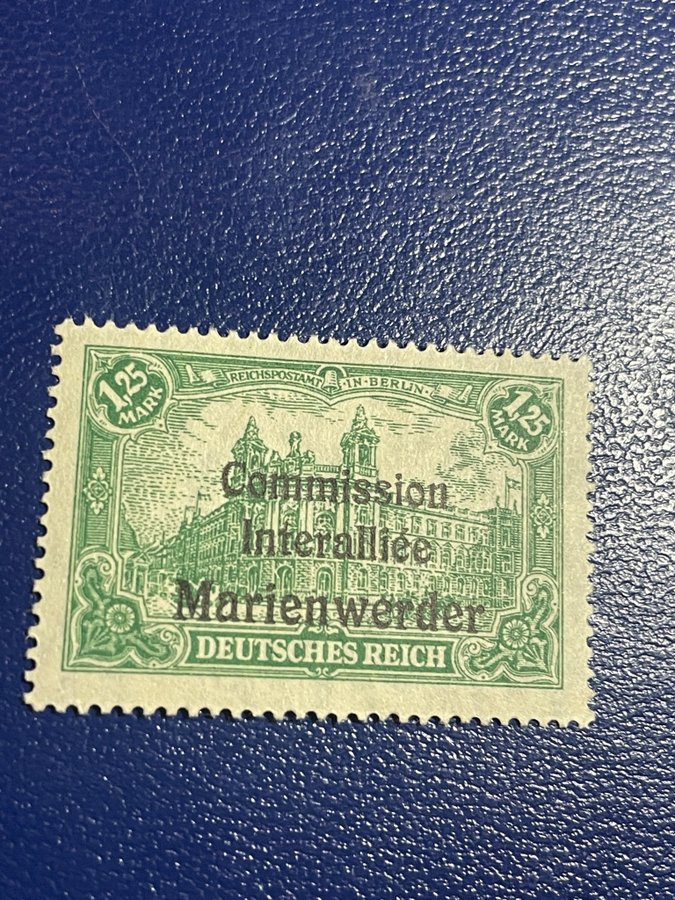 1,25 MARK
REICHSPOSTAMT IN BERLIN
1,25 MARK
Commission
Interalliée
Marienwerder
DEUTSCHES REICH